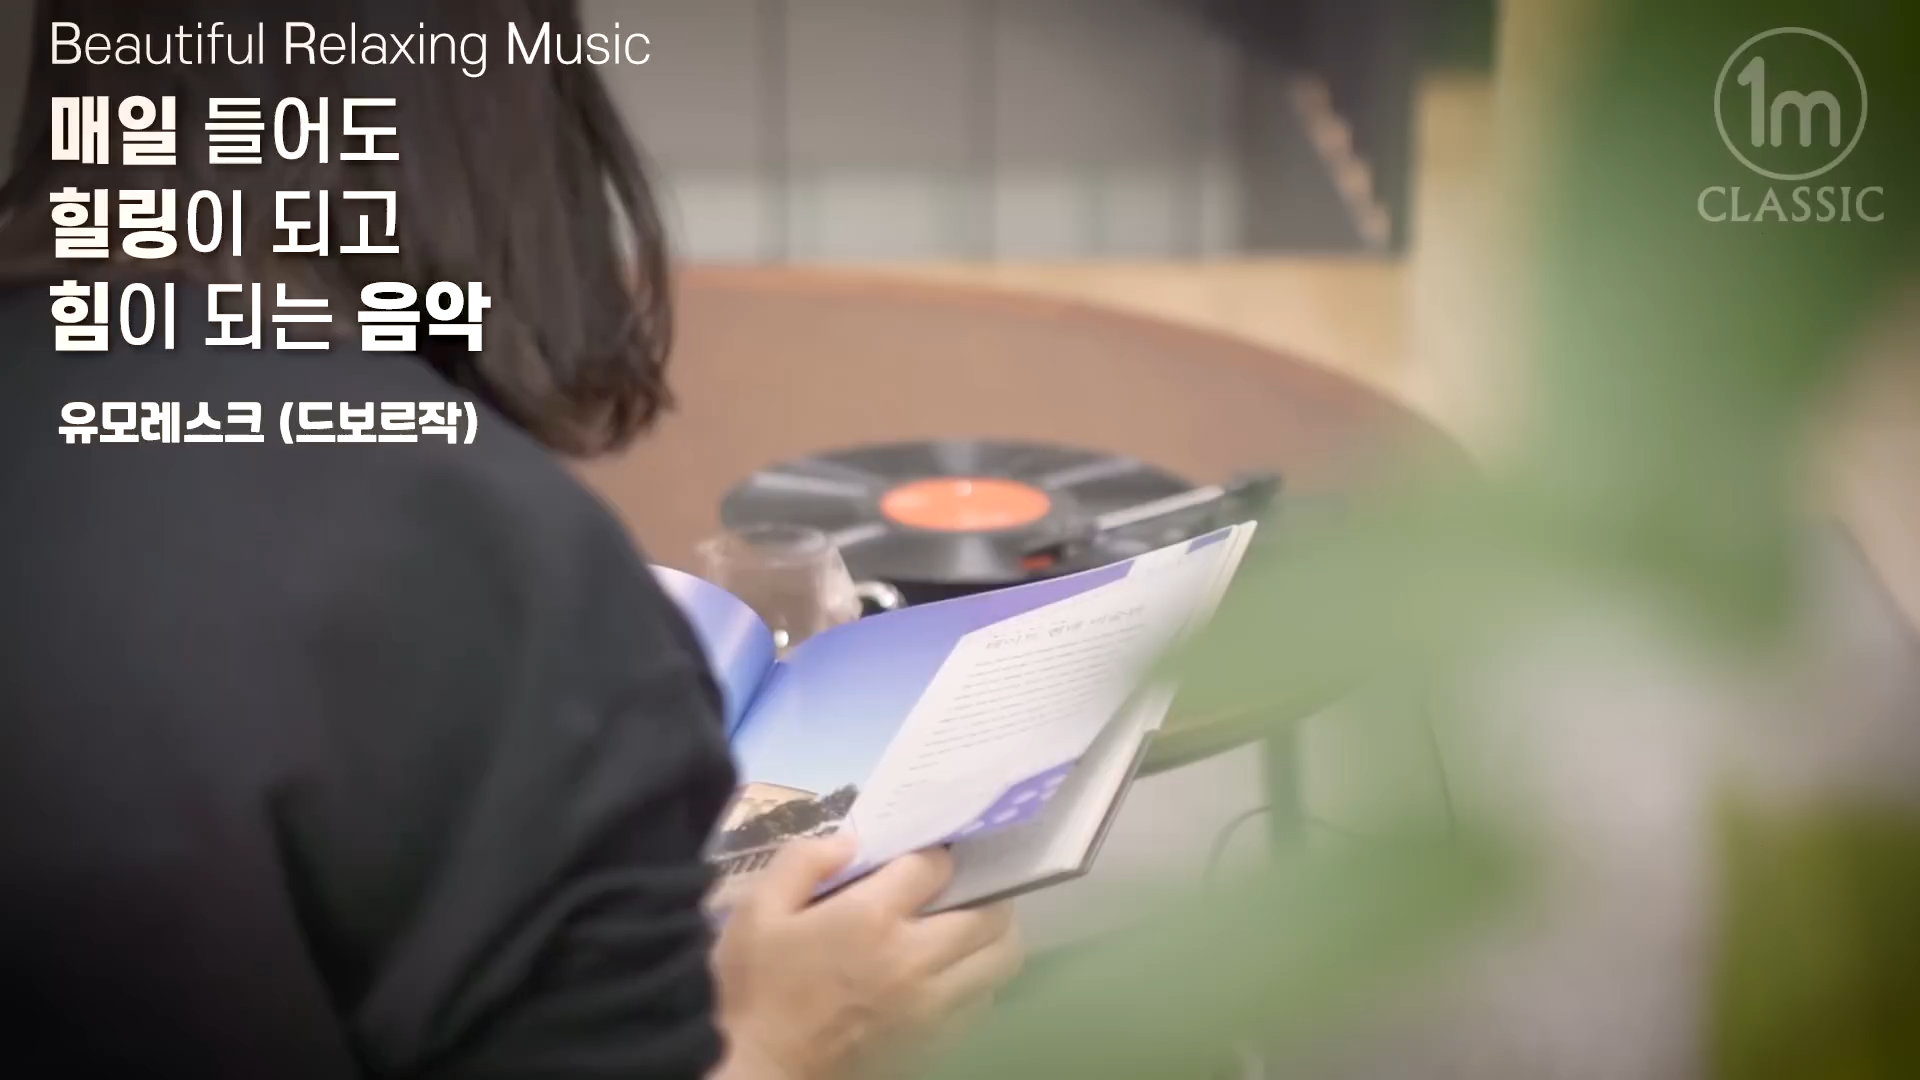 Beautiful Relaxing Music
매일 들어도
힐링이 되고
힘이 되는 음악
유모레스크 (드보르작)
1m
CLASSIC